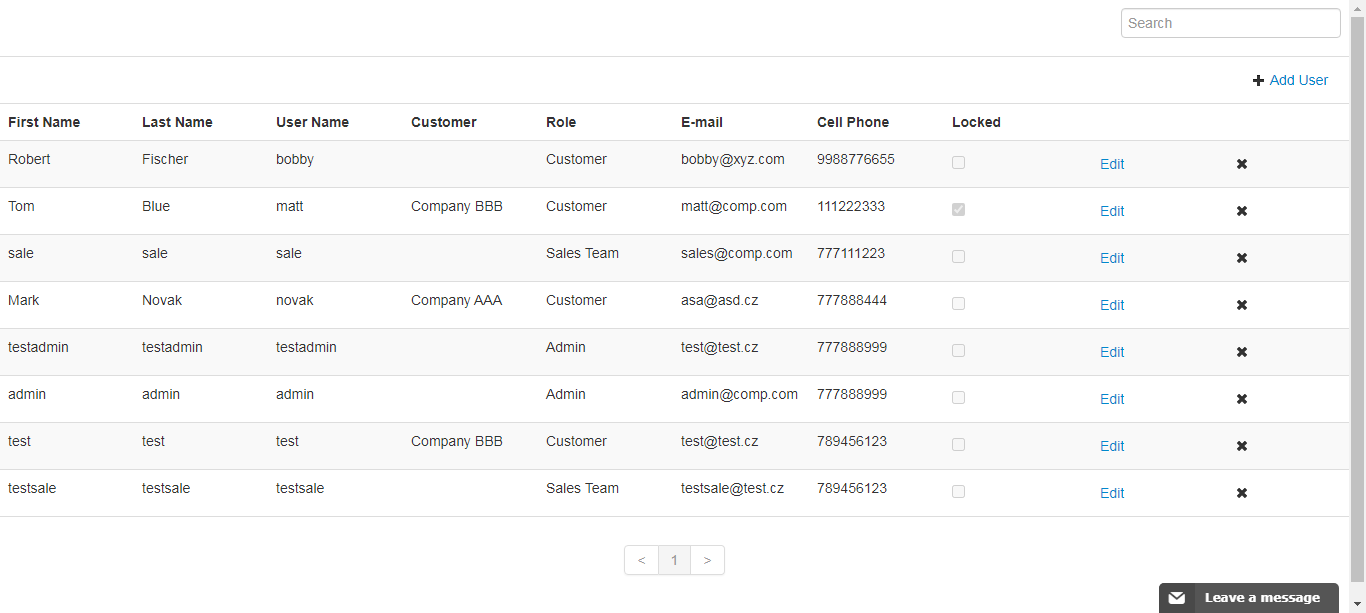 Search
Add User
First Name Last Name User Name Customer Role E-mail Cell Phone Locked
Robert Fischer bobby Customer bobby@xyz.com 9988776655 Edit
Tom Blue matt Company BBB Customer matt@comp.com 111222333 Edit
sale sale sale Sales Team sales@comp.com 777111223 Edit
Mark Novak novak Company AAA Customer asa@asd.cz 777888444 Edit
testadmin testadmin testadmin Admin test@test.cz 777888999 Edit
admin admin admin Admin admin@comp.com 777888999 Edit
test test test Company BBB Customer test@test.cz 789456123 Edit
testsale testsale testsale Sales Team testsale@test.cz 789456123 Edit
< 1 >
Leave a message